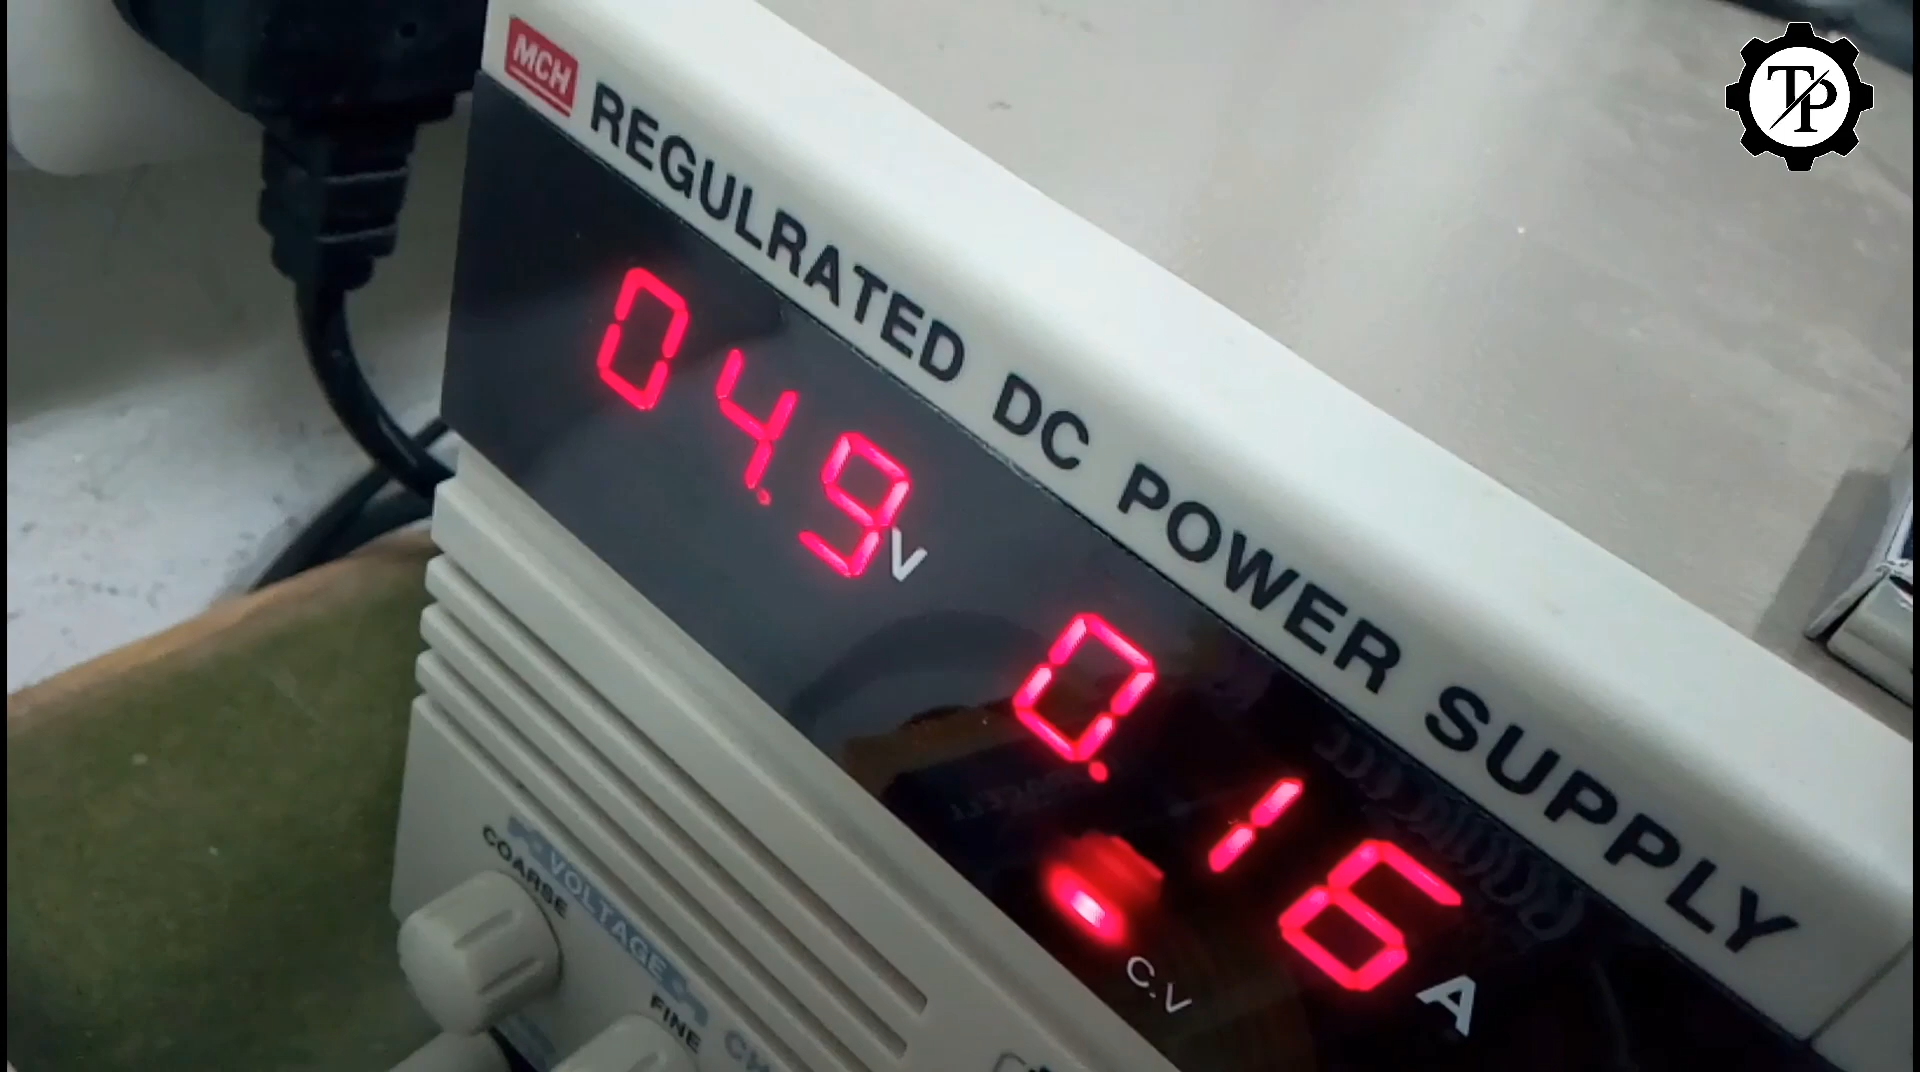 TP
MCH
REGULRATED DC POWER SUPPLY
04.9 V
0.16 A
C.V
VOLTAGE
COARSE
FINE